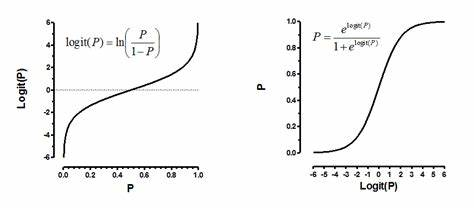 6
4
2
0
-2
-4
-6
Logit(P)
logit(P) = ln(P / 1 − P)
0.0 0.2 0.4 0.6 0.8 1.0
P
1.0
0.8
0.6
0.4
0.2
0.0
P
P = e^logit(P) / 1 + e^logit(P)
-6 -5 -4 -3 -2 -1 0 1 2 3 4 5 6
Logit(P)